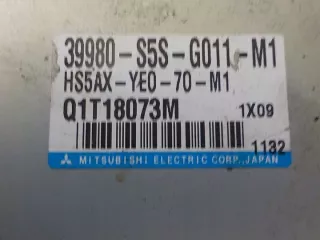 39980-S5S-G011-M1
HS5AX-YE0-70-M1
Q1T18073M 1X09
1132
MITSUBISHI ELECTRIC CORP., JAPAN